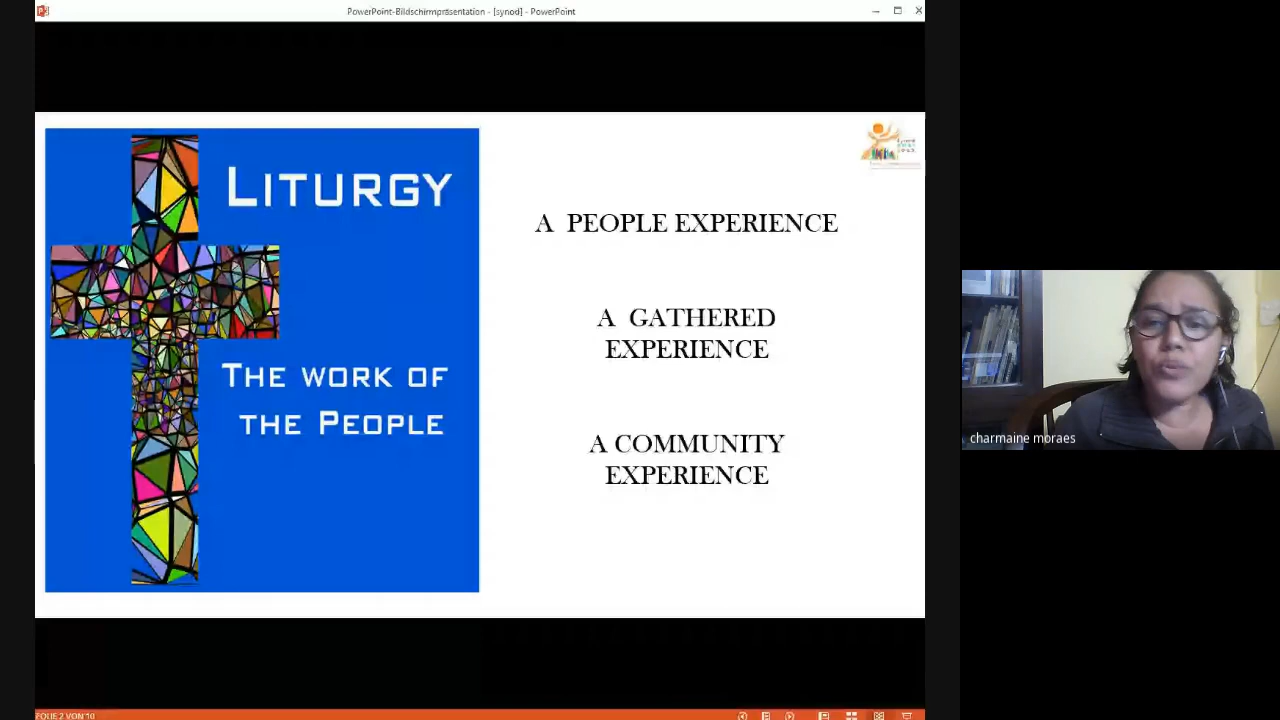 PowerPoint-Bildschirmpräsentation - [synod] - PowerPoint
LITURGY
THE WORK OF
THE PEOPLE
A PEOPLE EXPERIENCE
A GATHERED
EXPERIENCE
A COMMUNITY
EXPERIENCE
charmaine moraes
FOLIE 2 VON 10